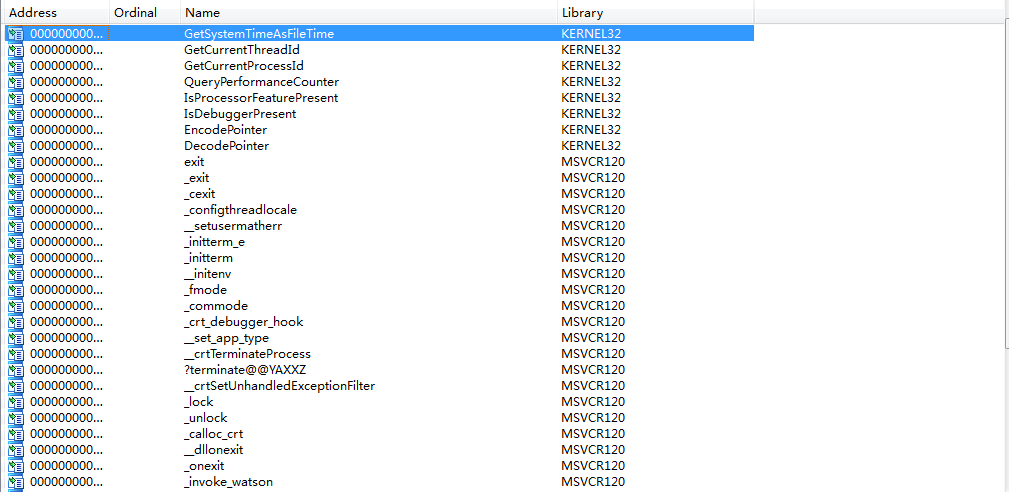 Address Ordinal Name Library
000000000... GetSystemTimeAsFileTime KERNEL32
000000000... GetCurrentThreadId KERNEL32
000000000... GetCurrentProcessId KERNEL32
000000000... QueryPerformanceCounter KERNEL32
000000000... IsProcessorFeaturePresent KERNEL32
000000000... IsDebuggerPresent KERNEL32
000000000... EncodePointer KERNEL32
000000000... DecodePointer KERNEL32
000000000... exit MSVCR120
000000000... _exit MSVCR120
000000000... _cexit MSVCR120
000000000... _configthreadlocale MSVCR120
000000000... __setusermatherr MSVCR120
000000000... _initterm_e MSVCR120
000000000... _initterm MSVCR120
000000000... __initenv MSVCR120
000000000... _fmode MSVCR120
000000000... _commode MSVCR120
000000000... _crt_debugger_hook MSVCR120
000000000... __set_app_type MSVCR120
000000000... __crtTerminateProcess MSVCR120
000000000... ?terminate@@YAXXZ MSVCR120
000000000... __crtSetUnhandledExceptionFilter MSVCR120
000000000... _lock MSVCR120
000000000... _unlock MSVCR120
000000000... _calloc_crt MSVCR120
000000000... __dllonexit MSVCR120
000000000... _onexit MSVCR120
000000000... _invoke_watson MSVCR120